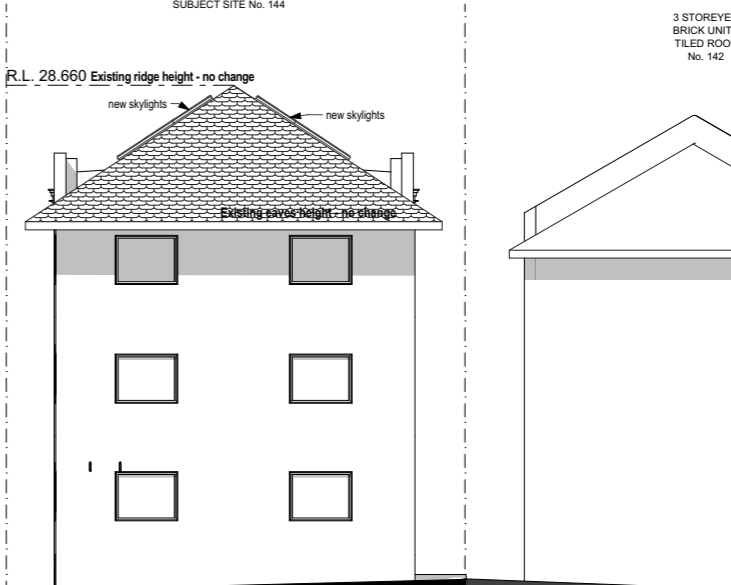 SUBJECT SITE No. 144
3 STOREYE
BRICK UNIT
TILED ROO
No. 142
R.L. 28.660 Existing ridge height - no change
new skylights
new skylights
Existing eaves height - no change